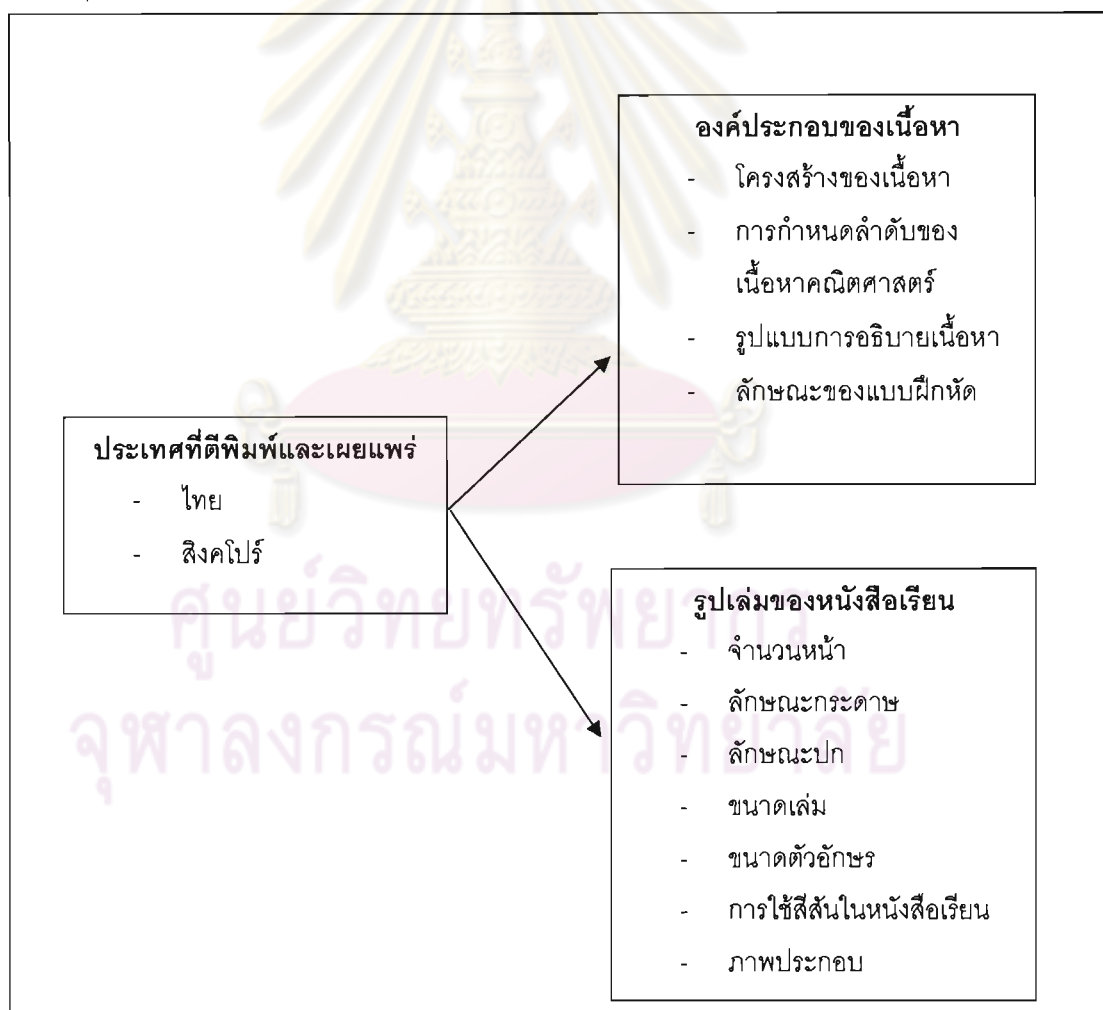 องค์ประกอบของเนื้อหา
- โครงสร้างของเนื้อหา
- การกำหนดลำดับของ
เนื้อหาคณิตศาสตร์
- รูปแบบการอธิบายเนื้อหา
- ลักษณะของแบบฝึกหัด
ประเทศที่ตีพิมพ์และเผยแพร่
- ไทย
- สิงคโปร์
รูปเล่มของหนังสือเรียน
- จำนวนหน้า
- ลักษณะกระดาษ
- ลักษณะปก
- ขนาดเล่ม
- ขนาดตัวอักษร
- การใช้สีสันในหนังสือเรียน
- ภาพประกอบ
ศูนย์วิทยทรัพยากร
จุฬาลงกรณ์มหาวิทยาลัย